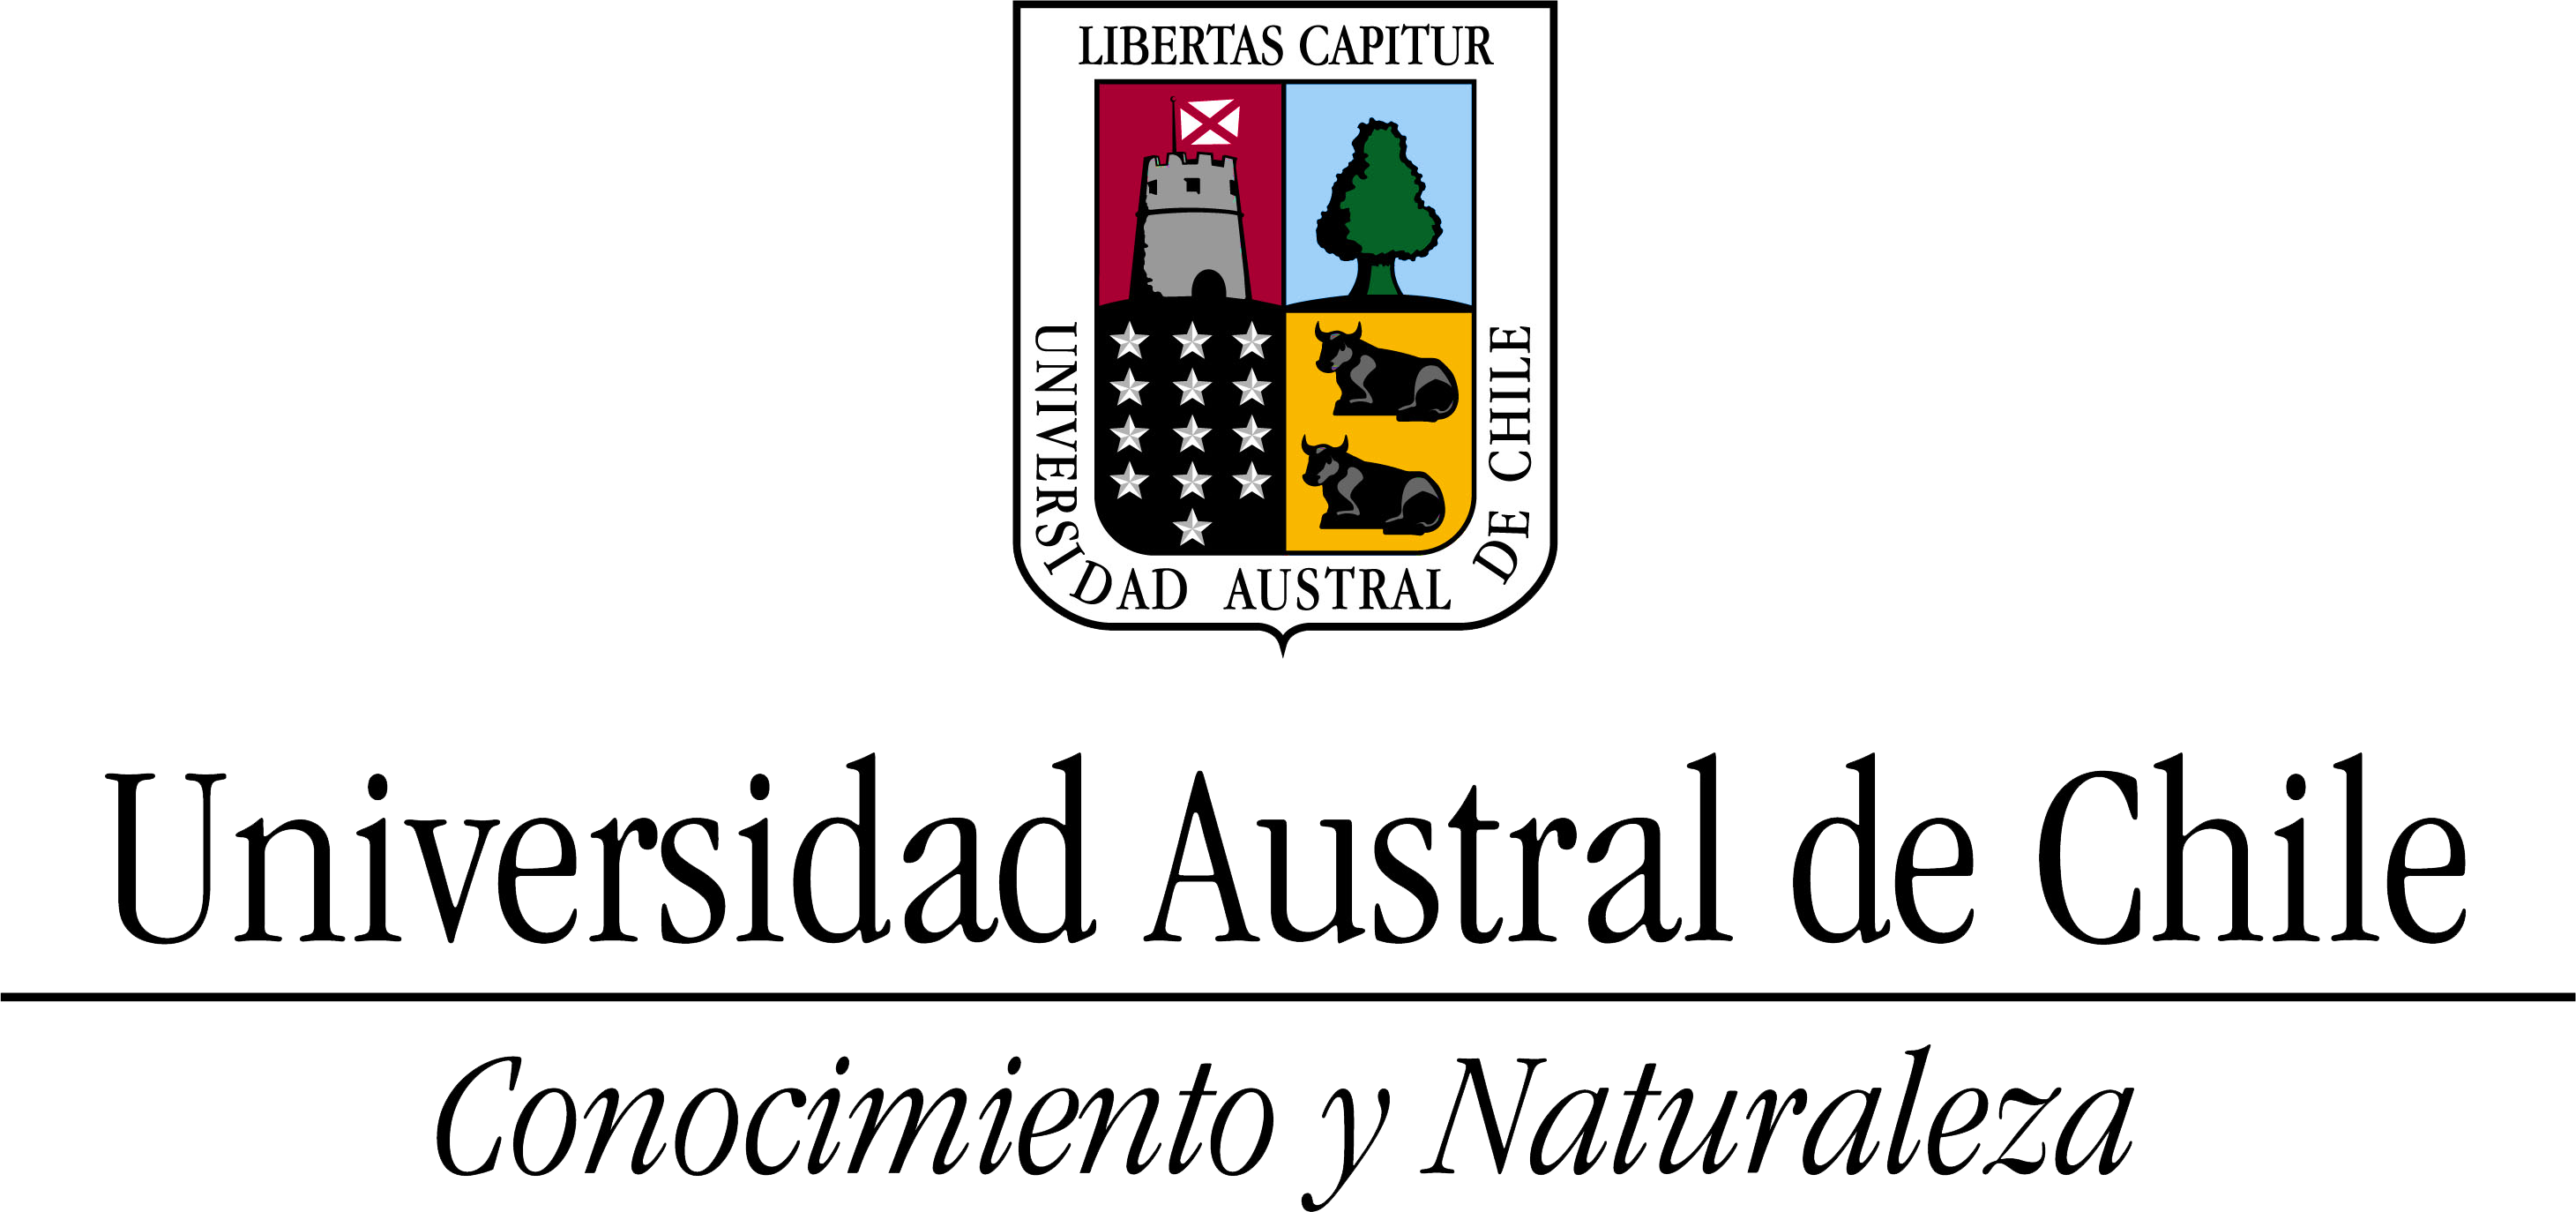 LIBERTAS CAPITUR
UNIVERSIDAD AUSTRAL DE CHILE
Universidad Austral de Chile
Conocimiento y Naturaleza